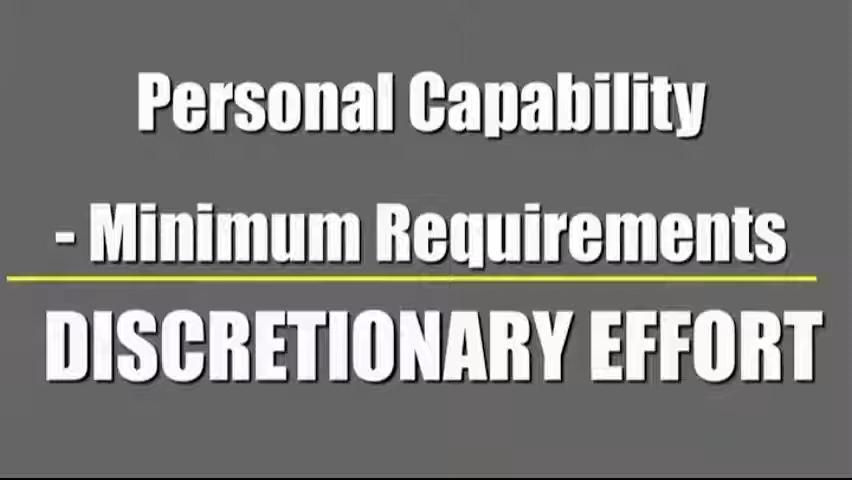 Personal Capability
- Minimum Requirements
DISCRETIONARY EFFORT